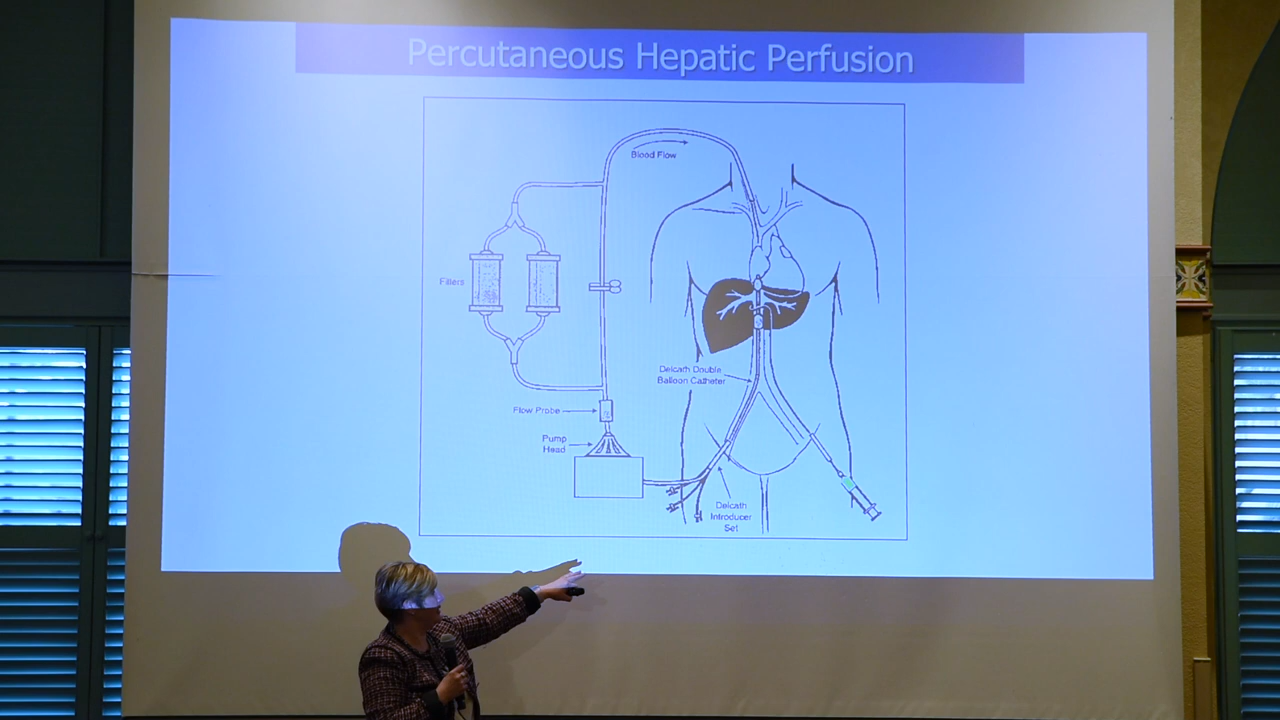 Percutaneous Hepatic Perfusion
Blood Flow
Filters
Delcath Double
Balloon Catheter
Flow Probe
Pump
Head
Delcath
Introducer
Set